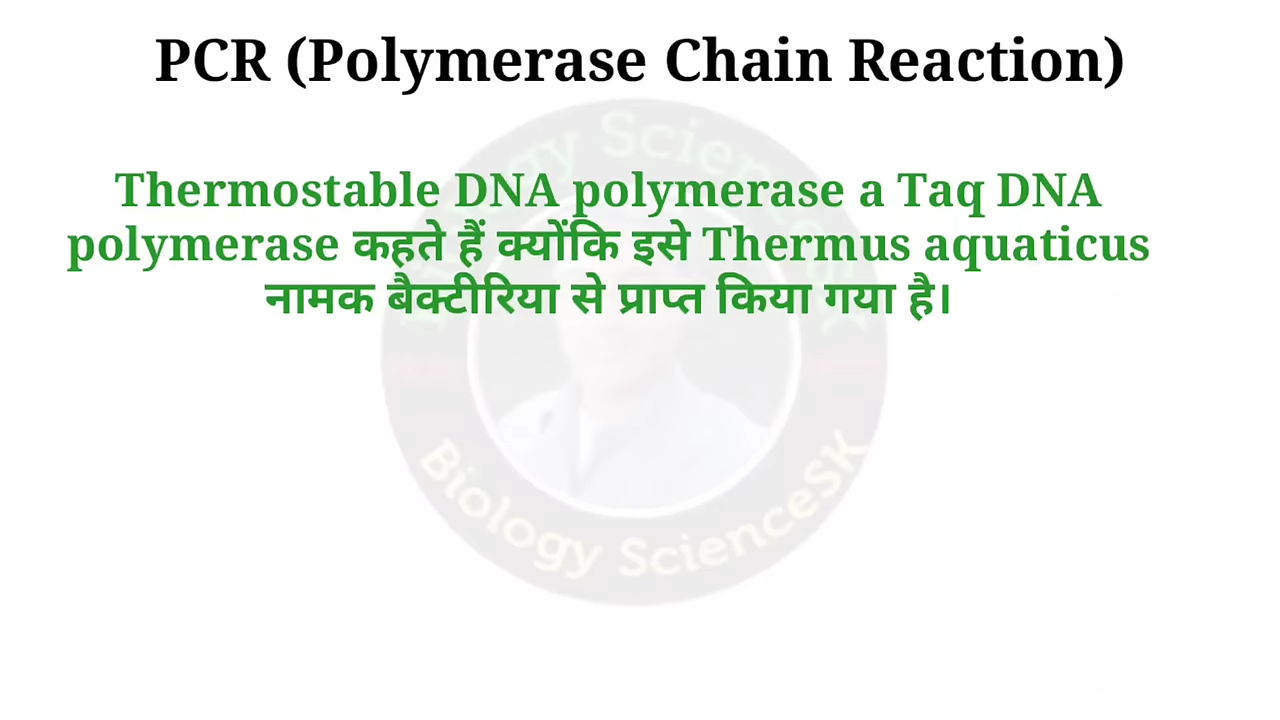 PCR (Polymerase Chain Reaction)
Thermostable DNA polymerase a Taq DNA
polymerase कहते हैं क्योंकि इसे Thermus aquaticus
नामक बैक्टीरिया से प्राप्त किया गया है।
Biology ScienceSK